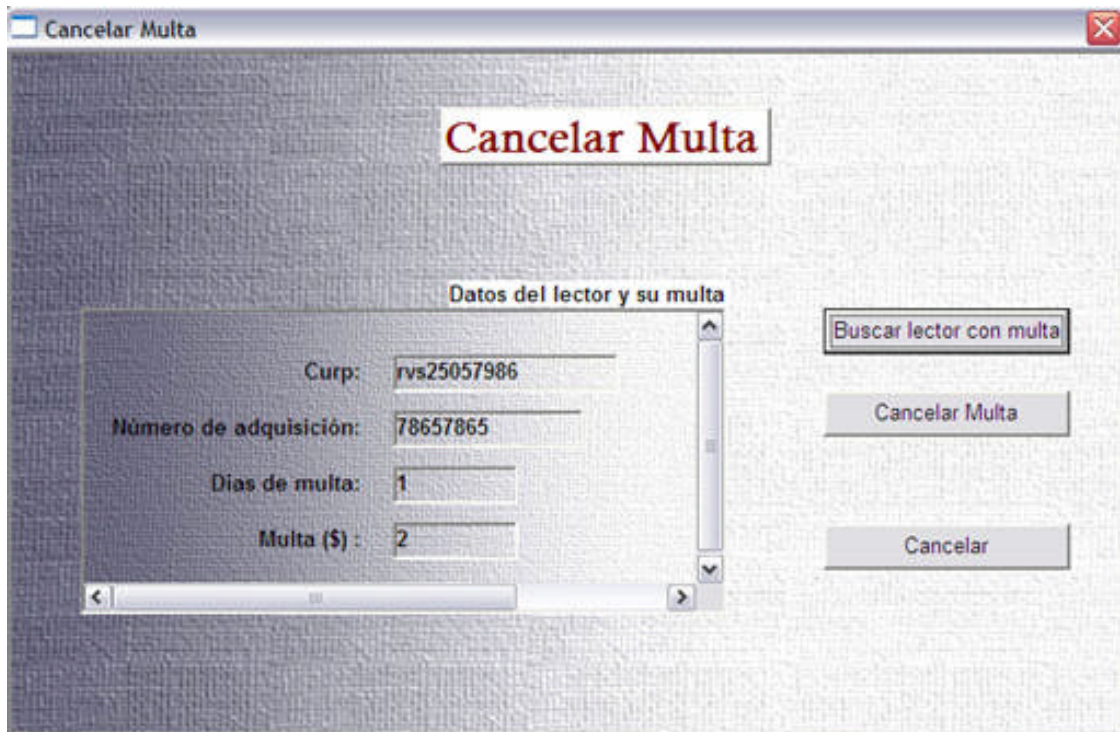 Cancelar Multa
Cancelar Multa
Datos del lector y su multa
Curp: rvs25057986
Número de adquisición: 78657865
Dias de multa: 1
Multa ($) : 2
Buscar lector con multa
Cancelar Multa
Cancelar